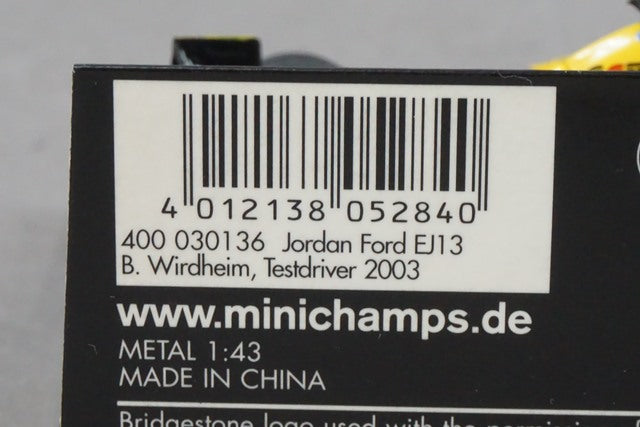 4 012138 052840
400 030136 Jordan Ford EJ13
B. Wirdheim, Testdriver 2003
www.minichamps.de
METAL 1:43
MADE IN CHINA
Bridgestone logo used with the permission